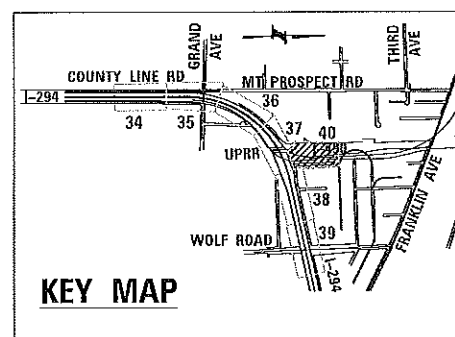 GRAND
AVE
THIRD
AVE
COUNTY LINE RD
MT PROSPECT RD
I-294
34
35
36
37
40
UPRR
38
39
WOLF ROAD
FRANKLIN AVE
I-294
KEY MAP